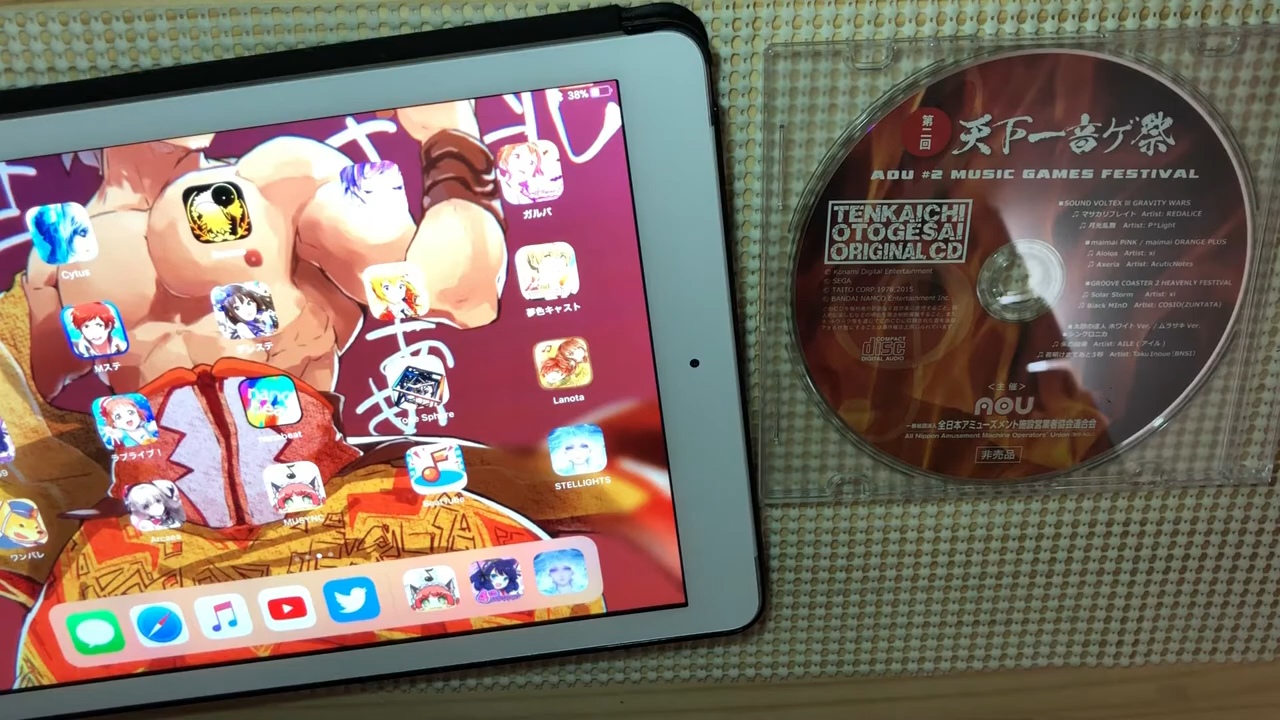 38%
Cytus
ガルパ
夢色キャスト
Mステ
デレステ
Lanota
ラブライブ！
STELLIGHTS
Arcaea
MUSYNC
ワンパレ
第二回
天下一音ゲ祭
AOU #2 MUSIC GAMES FESTIVAL
TENKAICHI
OTOGESAI
ORIGINAL CD
© Konami Digital Entertainment
© SEGA
© TAITO CORP.1978,2015
© BANDAI NAMCO Entertainment Inc.
COMPACT
disc
DIGITAL AUDIO
■SOUND VOLTEX III GRAVITY WARS
♫ マサカリブレイド Artist: REDALiCE
♫ 月光乱舞 Artist: P*Light
■maimai PiNK / maimai ORANGE PLUS
♫ Aiolos Artist: xi
♫ Axeria Artist: AcuticNotes
■GROOVE COASTER 2 HEAVENLY FESTIVAL
♫ Solar Storm Artist: xi
♫ Black MInD Artist: COSIO(ZUNTATA)
■太鼓の達人 ホワイト Ver. / ムラサキ Ver.
■シンクロニカ
Artist: AILE ( アイル )
Artist: Taku Inoue (BNSI)
＜主 催＞
AOU
一般社団法人 全日本アミューズメント施設営業者協会連合会
All Nippon Amusement Machine Operators' Union
非売品